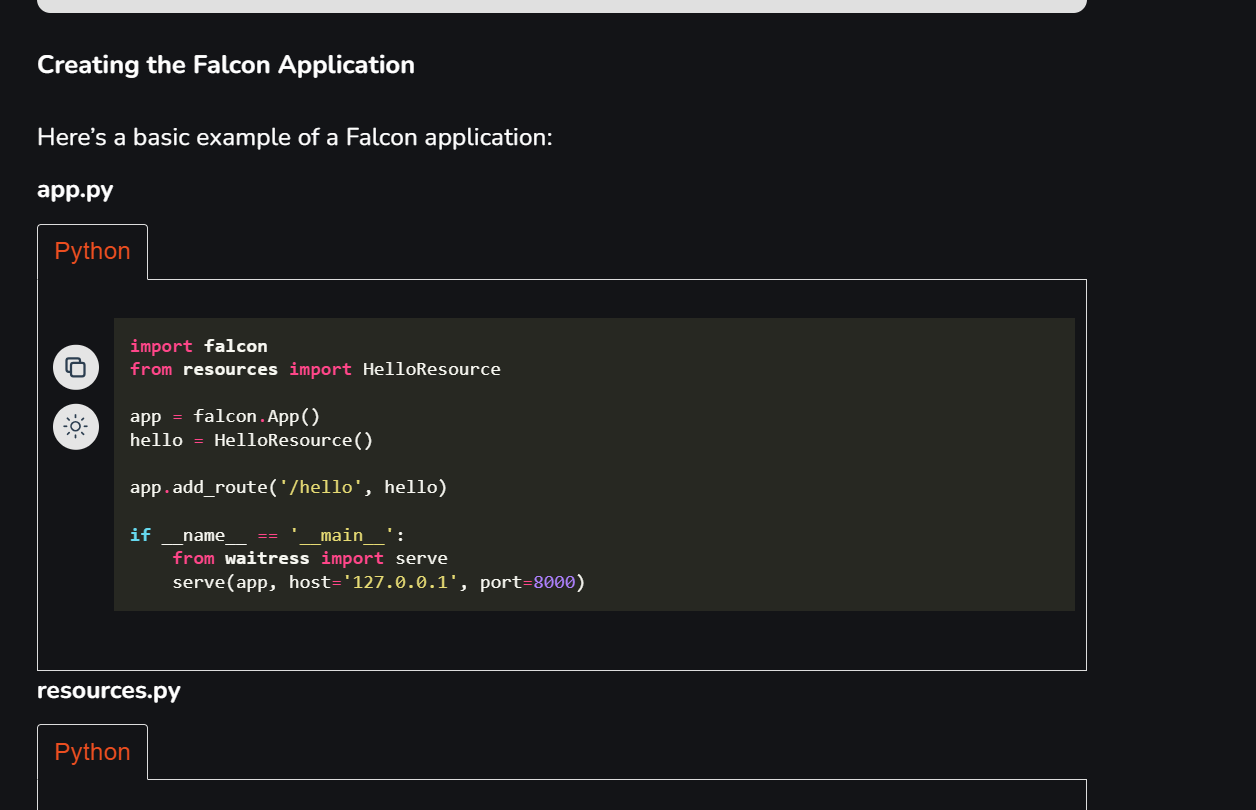 Creating the Falcon Application
Here’s a basic example of a Falcon application:
app.py
Python
import falcon
from resources import HelloResource
app = falcon.App()
hello = HelloResource()
app.add_route('/hello', hello)
if __name__ == '__main__':
    from waitress import serve
    serve(app, host='127.0.0.1', port=8000)
resources.py
Python